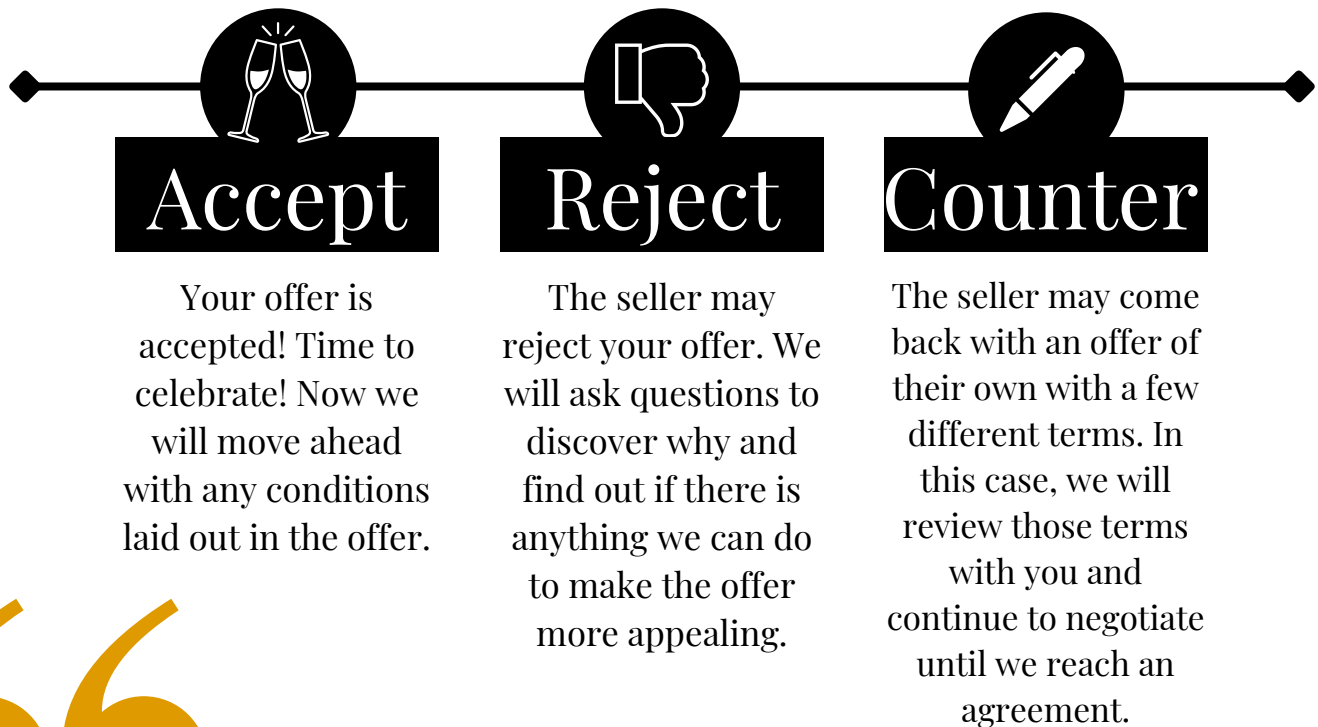 Accept
Your offer is
accepted! Time to
celebrate! Now we
will move ahead
with any conditions
laid out in the offer.
Reject
The seller may
reject your offer. We
will ask questions to
discover why and
find out if there is
anything we can do
to make the offer
more appealing.
Counter
The seller may come
back with an offer of
their own with a few
different terms. In
this case, we will
review those terms
with you and
continue to negotiate
until we reach an
agreement.